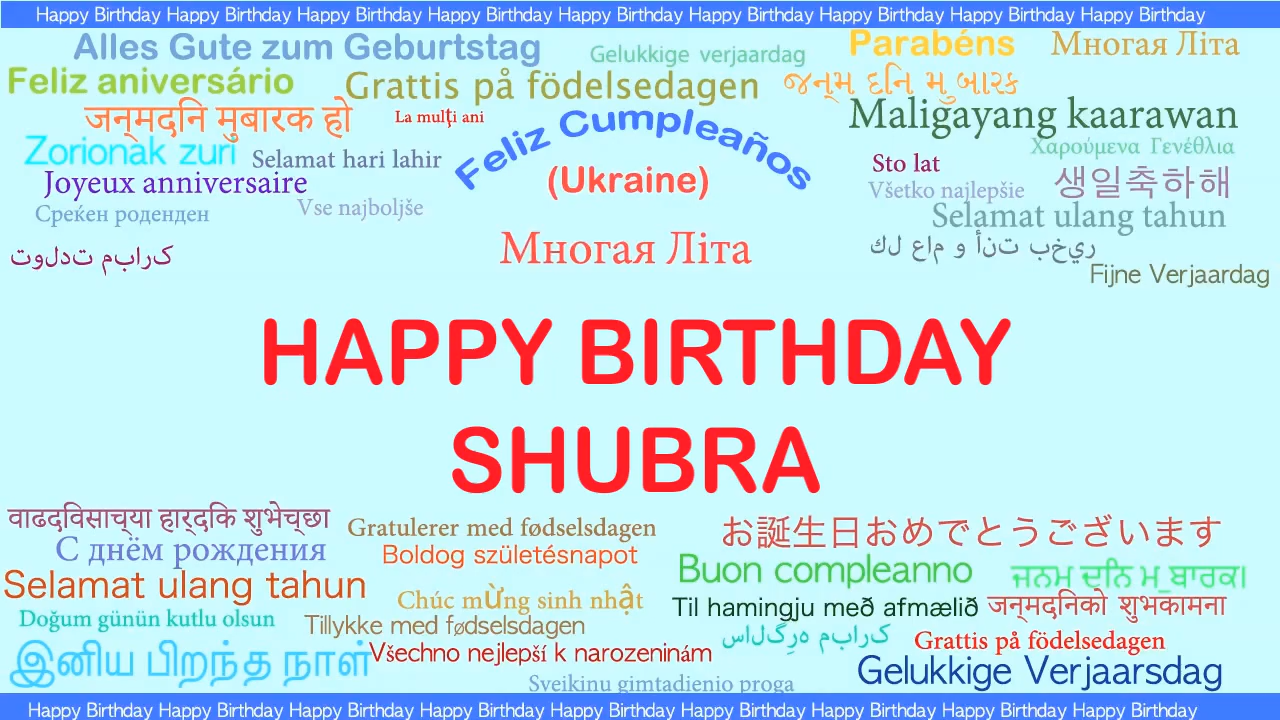 Happy Birthday Happy Birthday Happy Birthday Happy Birthday Happy Birthday Happy Birthday Happy Birthday Happy Birthday Happy Birthday
Alles Gute zum Geburtstag
Gelukkige verjaardag
Parabéns
Многая Літа
Feliz aniversário
Grattis på födelsedagen
જન્મ દિન મુબારક
जन्मदिन मुबारक हो
La mulţi ani
Feliz Cumpleaños
Maligayang kaarawan
Zorionak zuri
Selamat hari lahir
(Ukraine)
Sto lat
Χαρούμενα Γενέθλια
Joyeux anniversaire
Všetko najlepšie
생일축하해
Среќен роденден
Vse najboljše
Selamat ulang tahun
تولدت مبارک
Многая Літа
كل عام و أنت بخير
Fijne Verjaardag
HAPPY BIRTHDAY
SHUBRA
वाढदिवसाच्या हार्दिक शुभेच्छा
Gratulerer med fødselsdagen
お誕生日おめでとうございます
С днём рождения
Boldog születésnapot
Buon compleanno
ਜਨਮ ਦਿਨ ਮੁਬਾਰਕ।
Selamat ulang tahun
Chúc mừng sinh nhật
Til hamingju með afmælið
जन्मदिनको शुभकामना
Doğum günün kutlu olsun
Tillykke med fødselsdagen
سالگرہ مبارک
Grattis på födelsedagen
இனிய பிறந்த நாள்
Všechno nejlepší k narozeninám
Gelukkige Verjaarsdag
Sveikinu gimtadienio proga
Happy Birthday Happy Birthday Happy Birthday Happy Birthday Happy Birthday Happy Birthday Happy Birthday Happy Birthday Happy Birthday